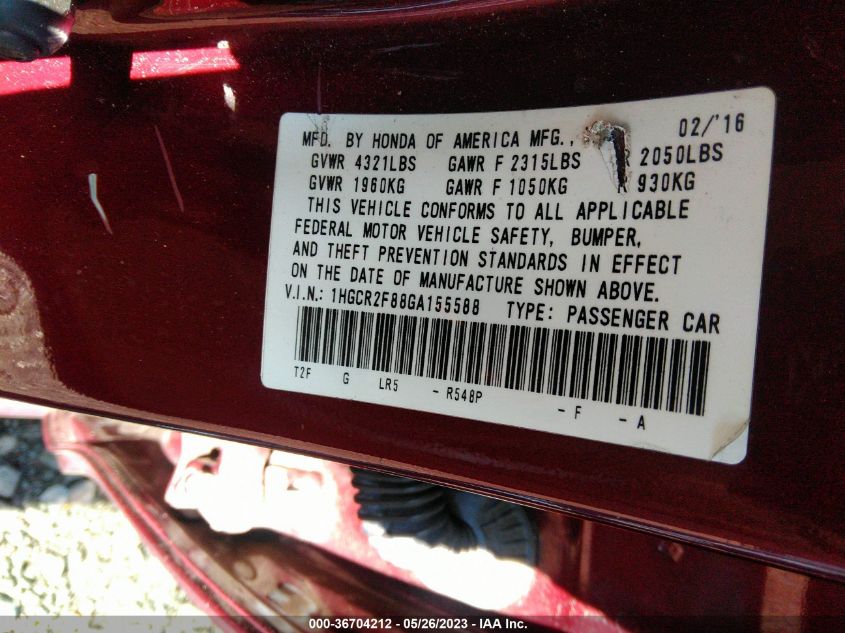 MFD. BY HONDA OF AMERICA MFG., 02/'16
GVWR 4321LBS GAWR F 2315LBS 2050LBS
GVWR 1960KG GAWR F 1050KG R 930KG
THIS VEHICLE CONFORMS TO ALL APPLICABLE
FEDERAL MOTOR VEHICLE SAFETY, BUMPER,
AND THEFT PREVENTION STANDARDS IN EFFECT
ON THE DATE OF MANUFACTURE SHOWN ABOVE.
V.I.N.: 1HGCR2F88GA155588 TYPE: PASSENGER CAR
T2F G LR5 - R548P - F - A
000-36704212 - 05/26/2023 - IAA Inc.